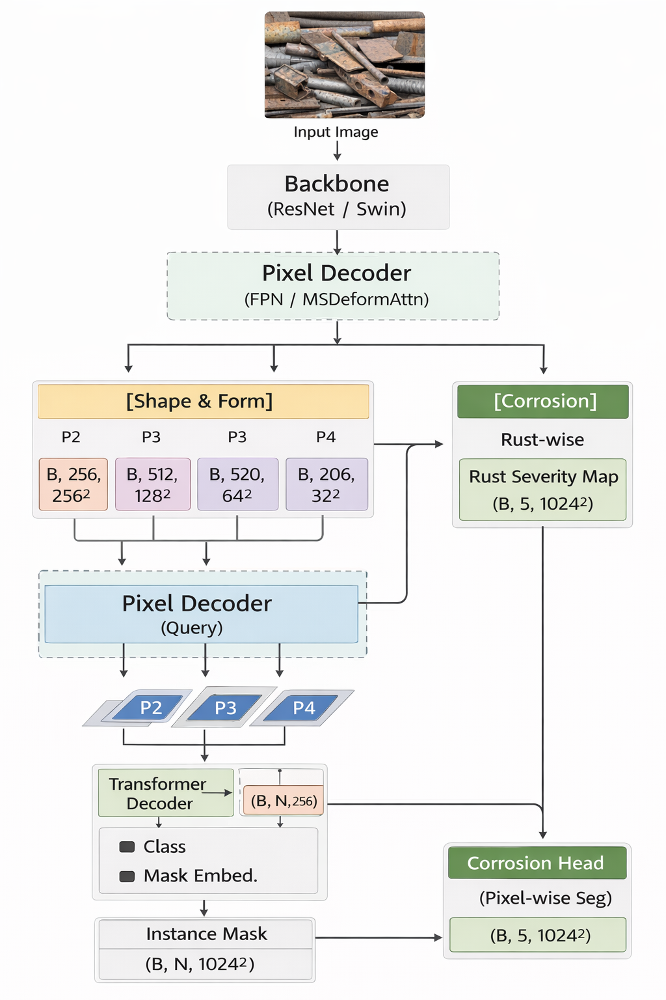 Input Image
Backbone
(ResNet / Swin)
Pixel Decoder
(FPN / MSDeformAttn)
[Shape & Form]
P2
P3
P3
P4
B, 256,
256²
B, 512,
128²
B, 520,
64²
B, 206,
32²
[Corrosion]
Rust-wise
Rust Severity Map
(B, 5, 1024²)
Pixel Decoder
(Query)
P2
P3
P4
Transformer
Decoder
(B, N, 256)
Class
Mask Embed.
Instance Mask
(B, N, 1024²)
Corrosion Head
(Pixel-wise Seg)
(B, 5, 1024²)